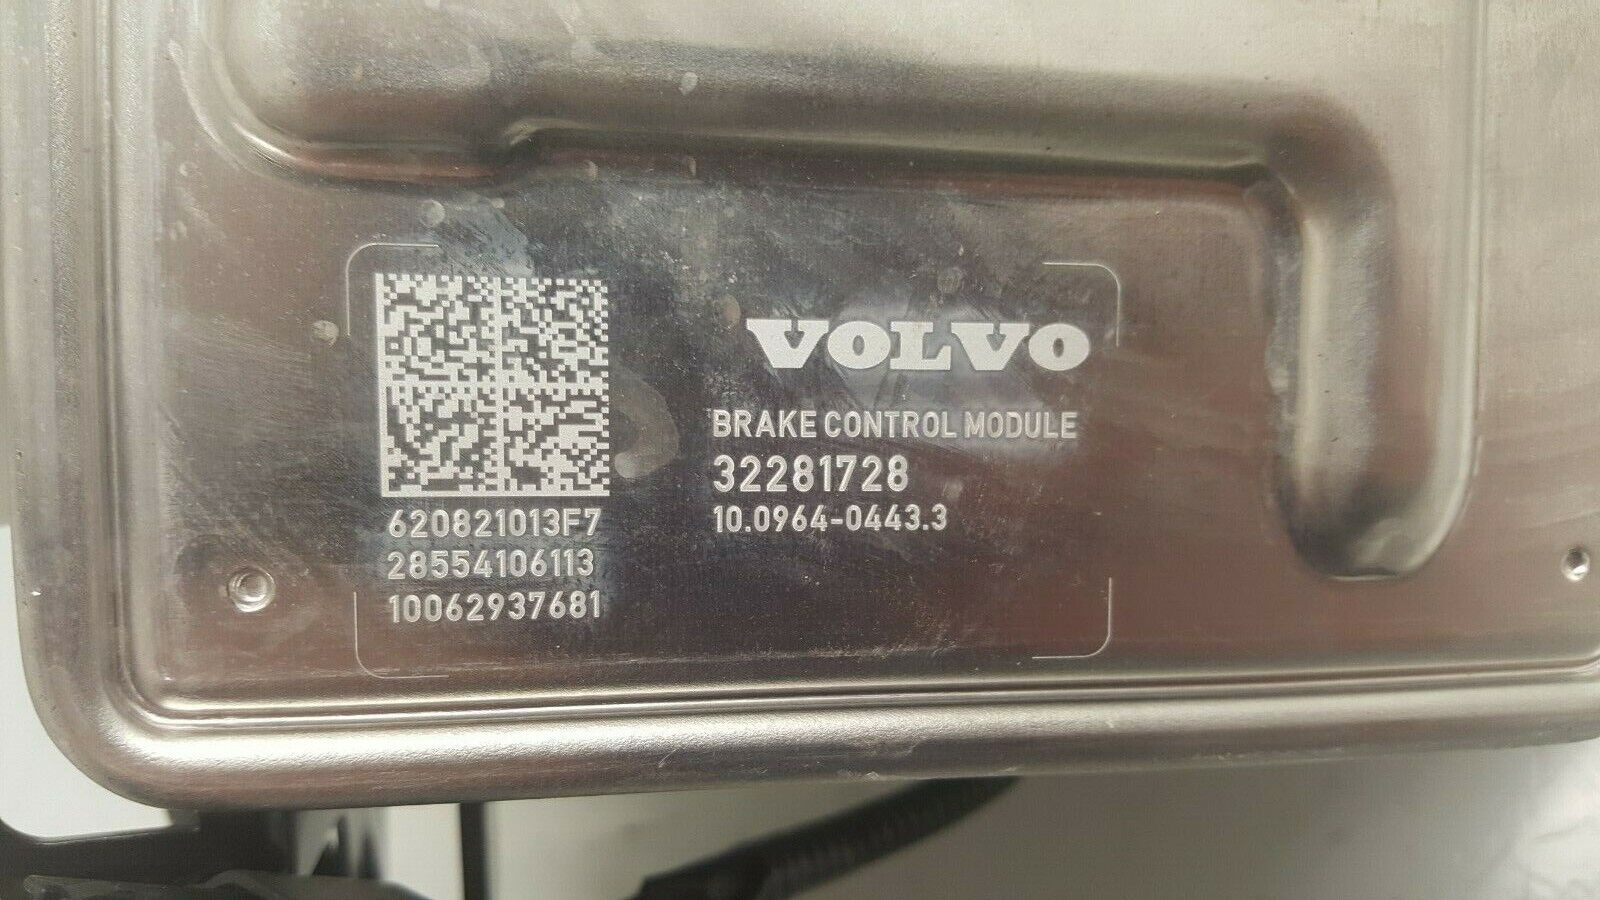 VOLVO
BRAKE CONTROL MODULE
32281728
10.0964-0443.3
620821013F7
28554106113
10062937681